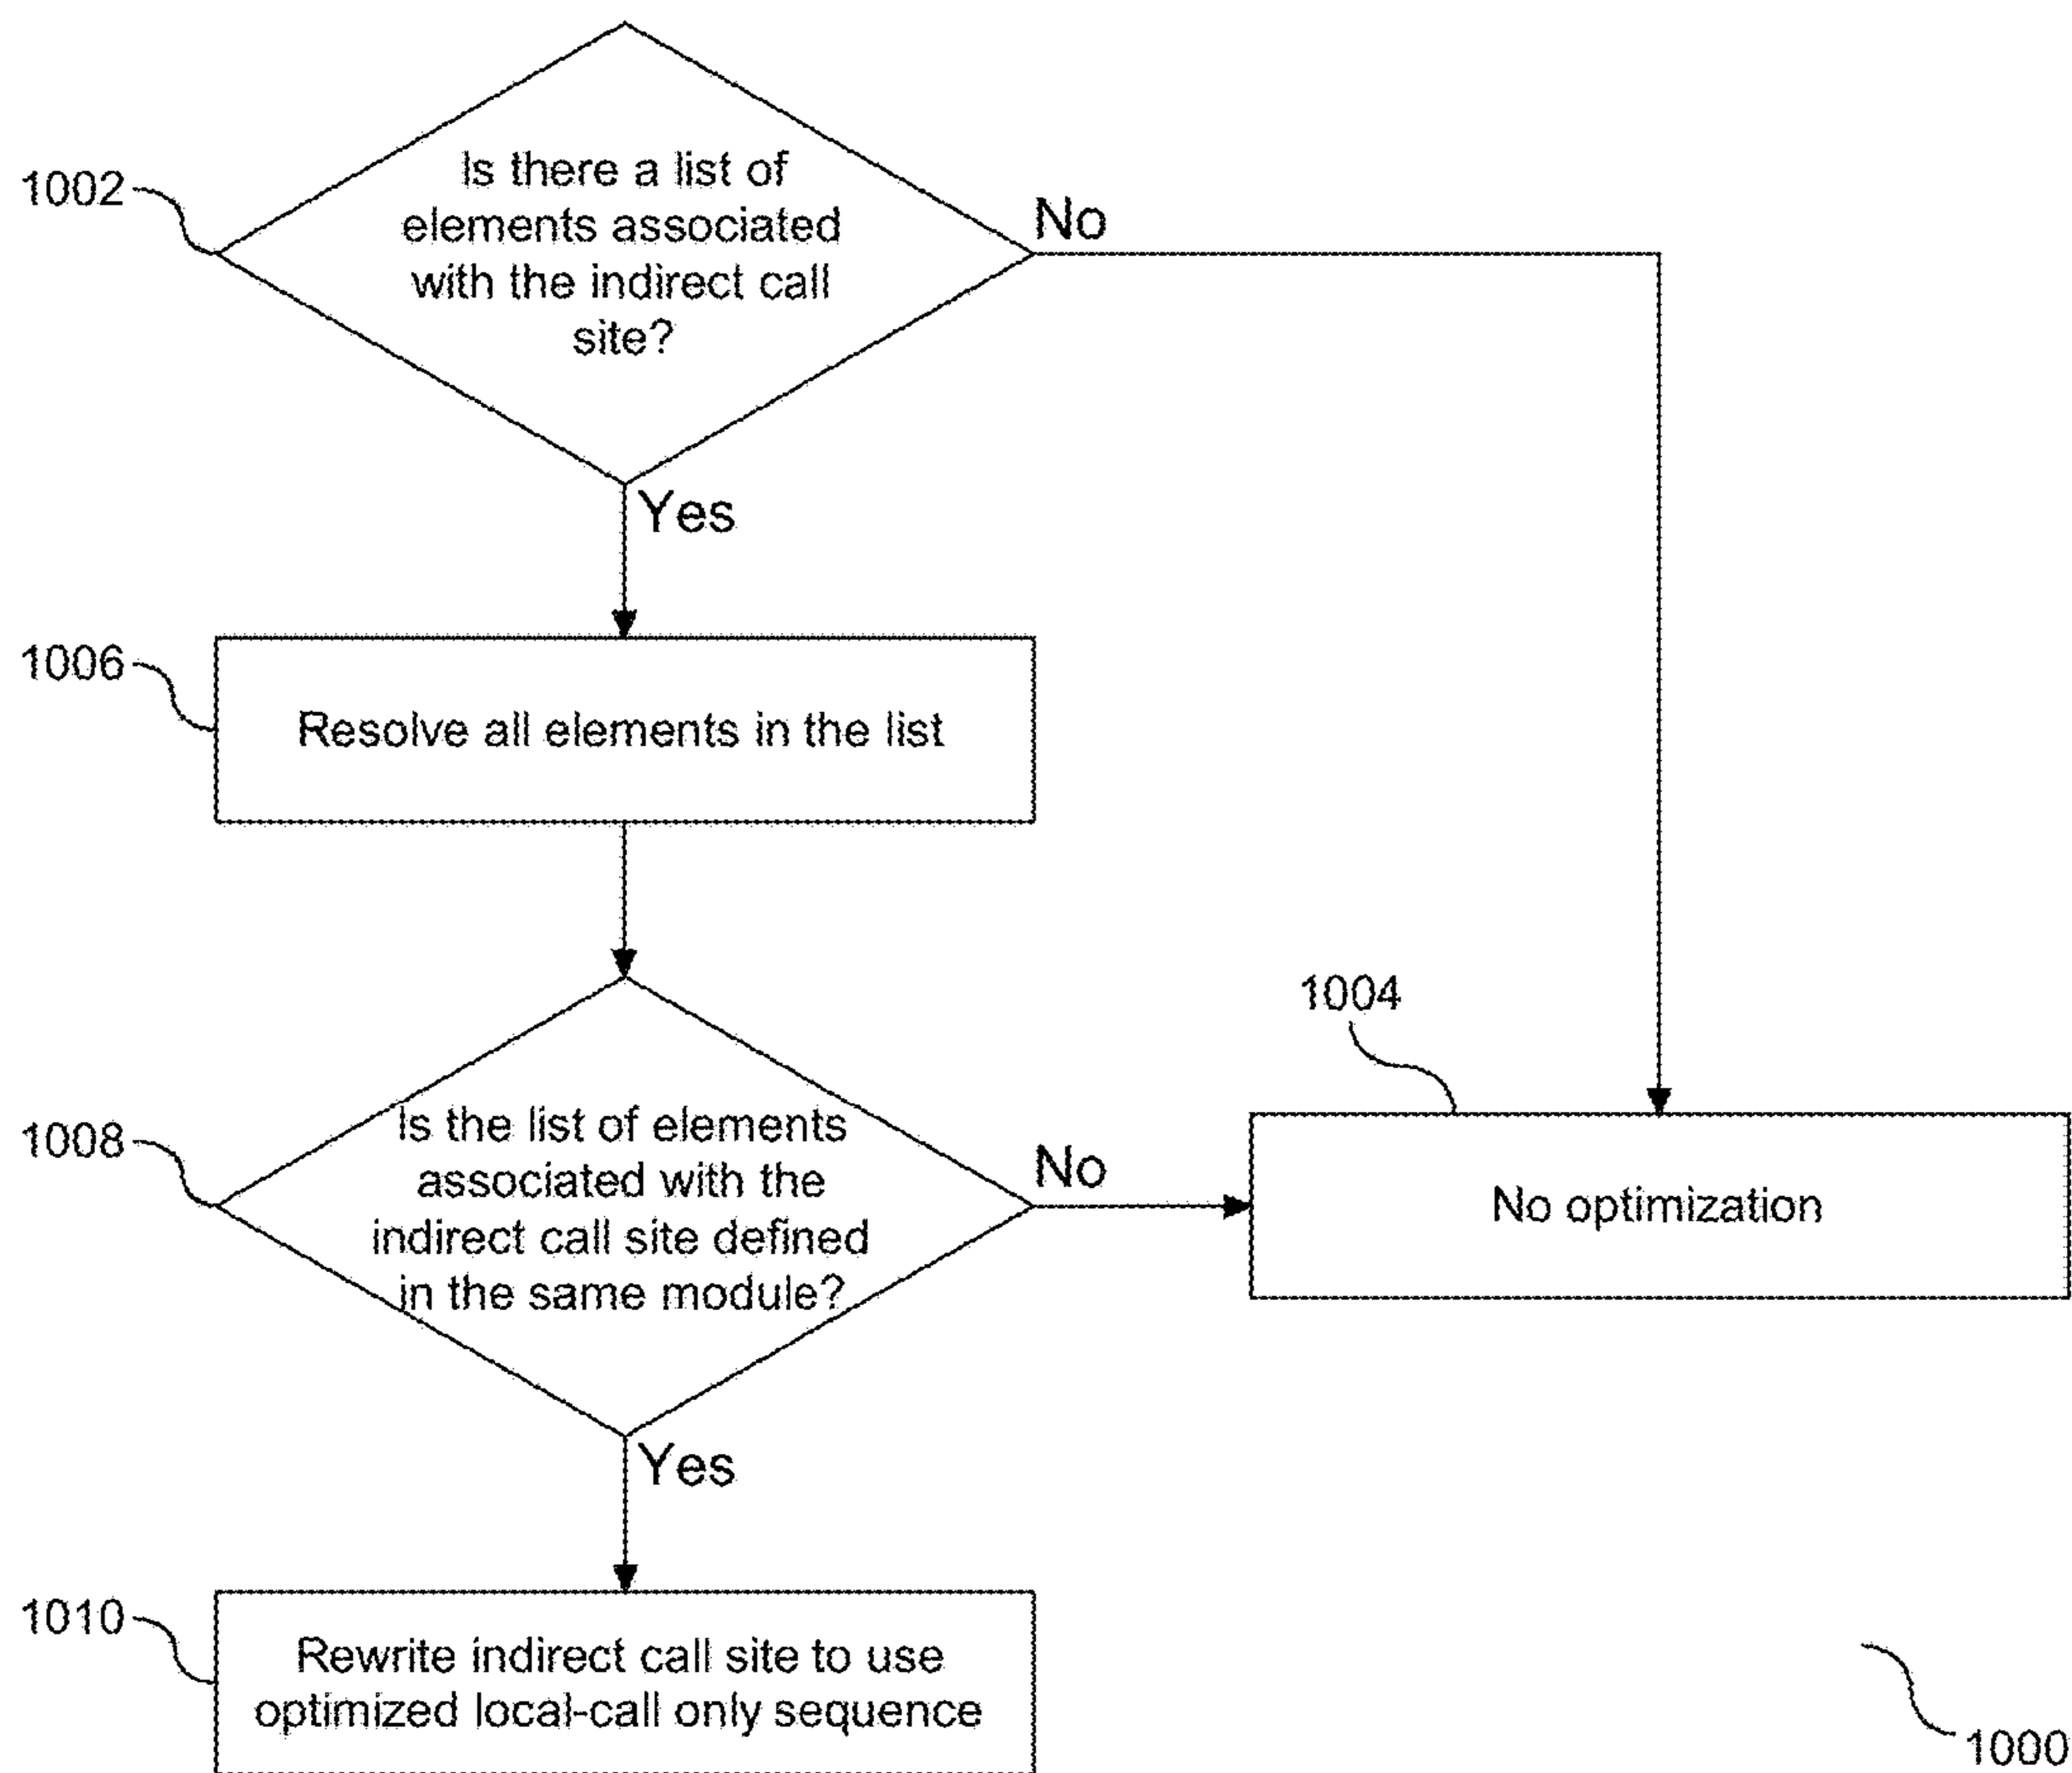 1002
Is there a list of
elements associated
with the indirect call
site?
No
Yes
1006
Resolve all elements in the list
1004
1008
Is the list of elements
associated with the
indirect call site defined
in the same module?
No
No optimization
Yes
1010
Rewrite indirect call site to use
optimized local-call only sequence
1000